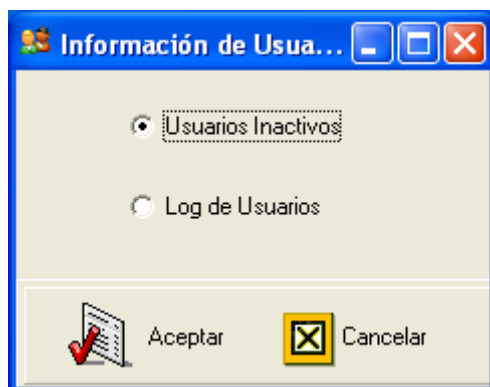 Información de Usua...
Usuarios Inactivos
Log de Usuarios
Aceptar
Cancelar